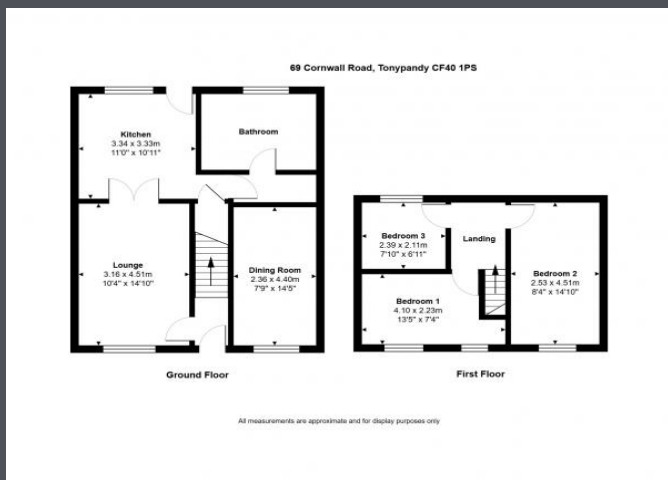 69 Cornwall Road, Tonypandy CF40 1PS
Kitchen
3.34 x 3.33m
11'0" x 10'11"
Bathroom
Lounge
3.16 x 4.51m
10'4" x 14'10"
Dining Room
2.36 x 4.40m
7'9" x 14'5"
Ground Floor
Bedroom 3
2.39 x 2.11m
7'10" x 6'11"
Landing
Bedroom 2
2.53 x 4.51m
8'4" x 14'10"
Bedroom 1
4.10 x 2.23m
13'5" x 7'4"
First Floor
All measurements are approximate and for display purposes only